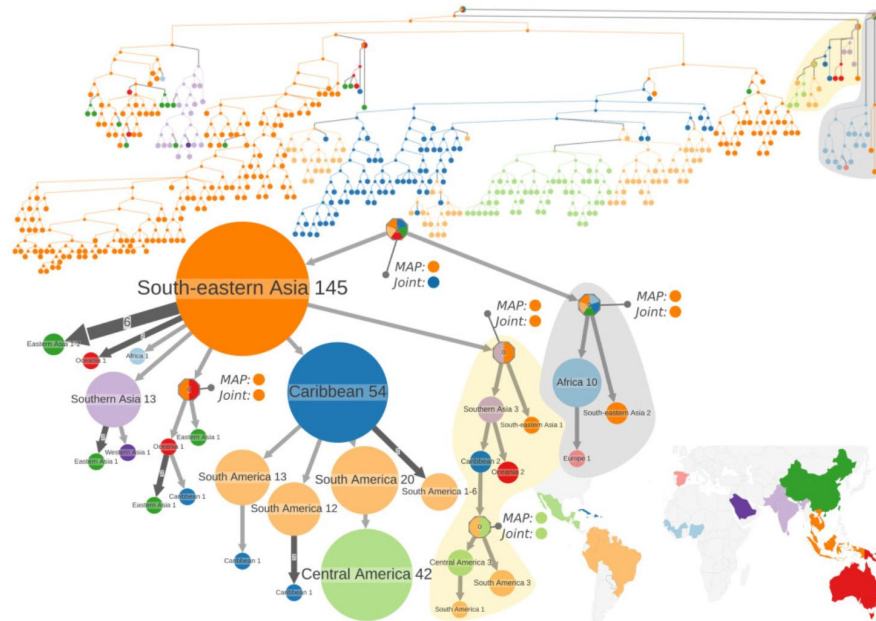 MAP:
Joint:
South-eastern Asia 145
MAP:
Joint:
MAP:
Joint:
6
Eastern Asia 1-2
Oceania 1
Africa 1
Southern Asia 13
MAP:
Joint:
Caribbean 54
Africa 10
Southern Asia 3
South-eastern Asia 2
South-eastern Asia 1
Oceania 1
Eastern Asia 1
Eastern Asia 1
Western Asia 1
Europe 1
Caribbean 2
Oceania 2
South America 13
South America 20
South America 1-6
Eastern Asia 1
Caribbean 1
South America 12
MAP:
Joint:
0
Caribbean 1
Central America 3
Central America 42
South America 3
Caribbean 1
South America 1